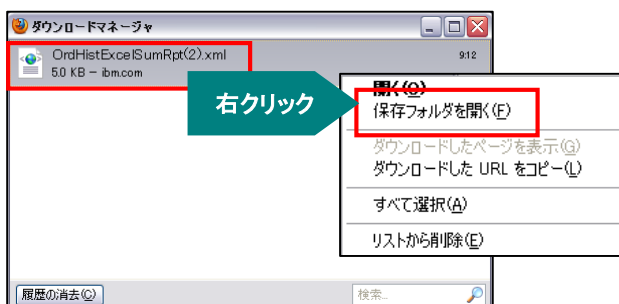 ダウンロードマネージャ
OrdHistExcelSumRpt(2).xml
9:12
5.0 KB — ibm.com
右クリック
開く(O)
保存フォルダを開く(F)
ダウンロードしたページを表示(G)
ダウンロードした URL をコピー(L)
すべて選択(A)
リストから削除(E)
履歴の消去(C)
検索...